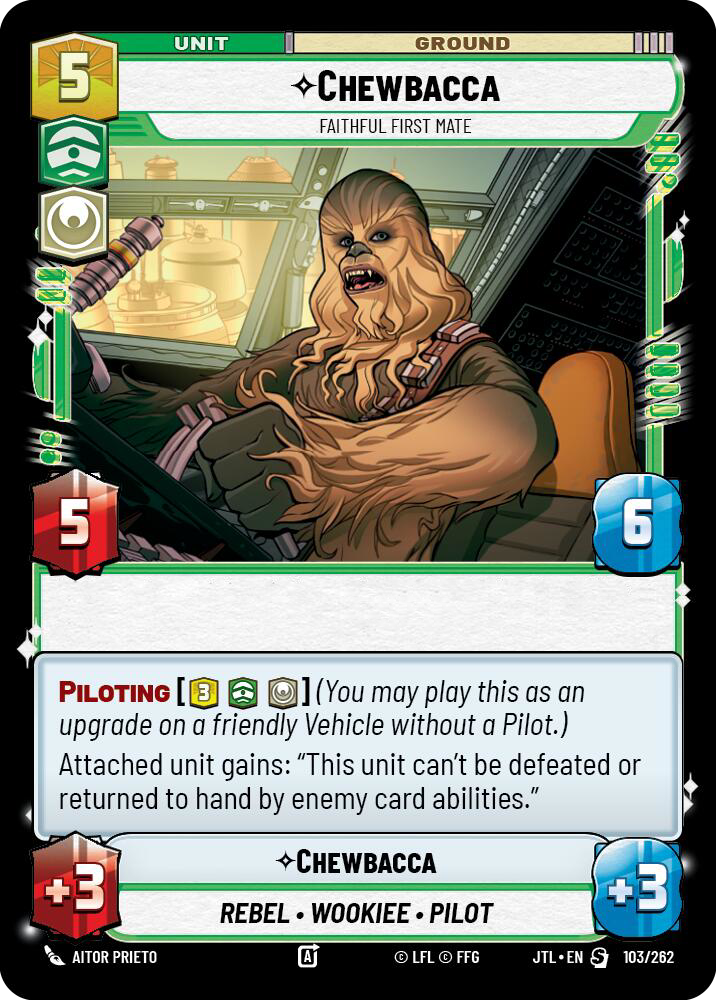 UNIT
GROUND
5
✧CHEWBACCA
FAITHFUL FIRST MATE
5
6
PILOTING [3] (You may play this as an
upgrade on a friendly Vehicle without a Pilot.)
Attached unit gains: “This unit can’t be defeated or
returned to hand by enemy card abilities.”
+3
✧CHEWBACCA
+3
REBEL • WOOKIEE • PILOT
AITOR PRIETO
A
© LFL © FFG
JTL • EN
S
103/262